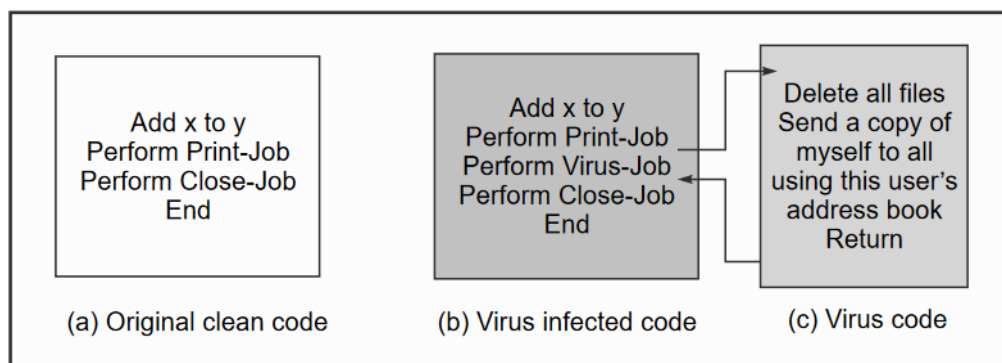 Add x to y
Perform Print-Job
Perform Close-Job
End
(a) Original clean code
Add x to y
Perform Print-Job
Perform Virus-Job
Perform Close-Job
End
(b) Virus infected code
Delete all files
Send a copy of
myself to all
using this user's
address book
Return
(c) Virus code